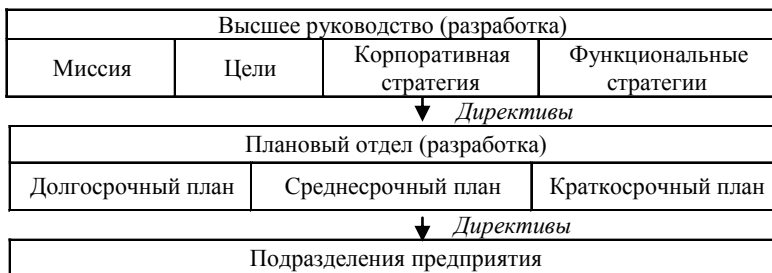 Высшее руководство (разработка)
Миссия Цели Корпоративная стратегия Функциональные стратегии
Директивы
Плановый отдел (разработка)
Долгосрочный план Среднесрочный план Краткосрочный план
Директивы
Подразделения предприятия